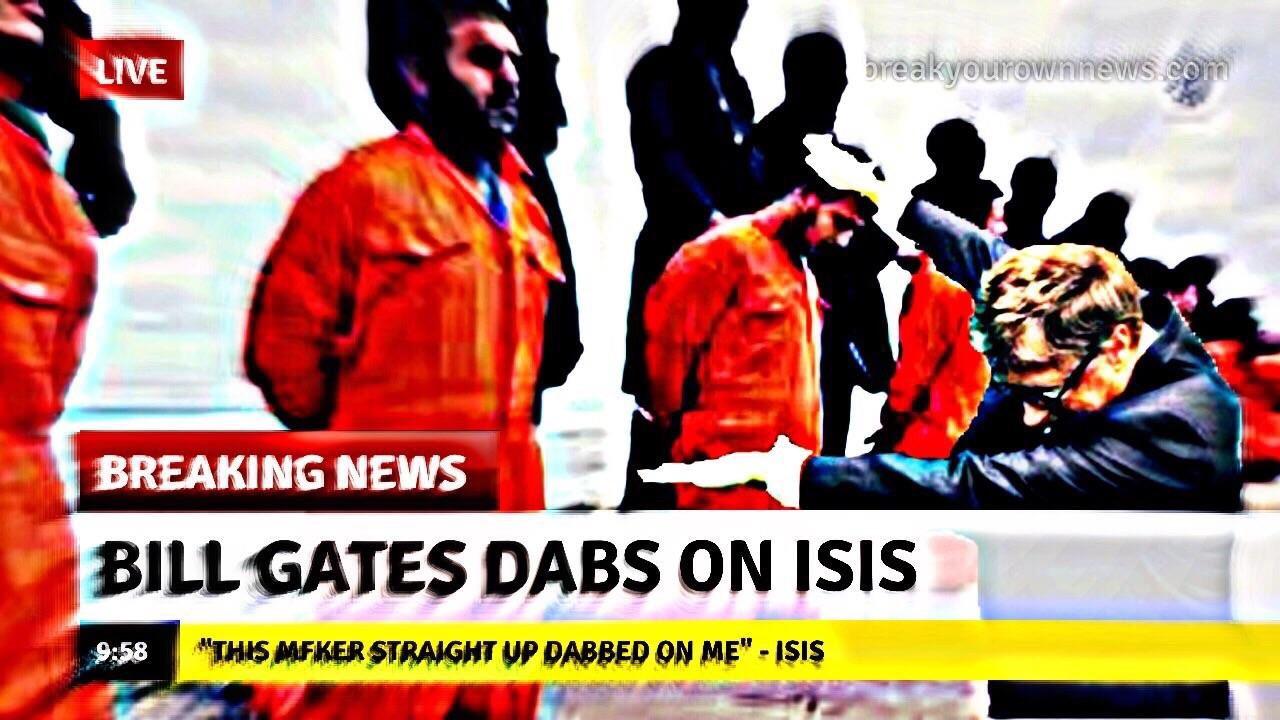 LIVE
breakyourownnews.com
BREAKING NEWS
BILL GATES DABS ON ISIS
9:58
"THIS MFKER STRAIGHT UP DABBED ON ME" - ISIS